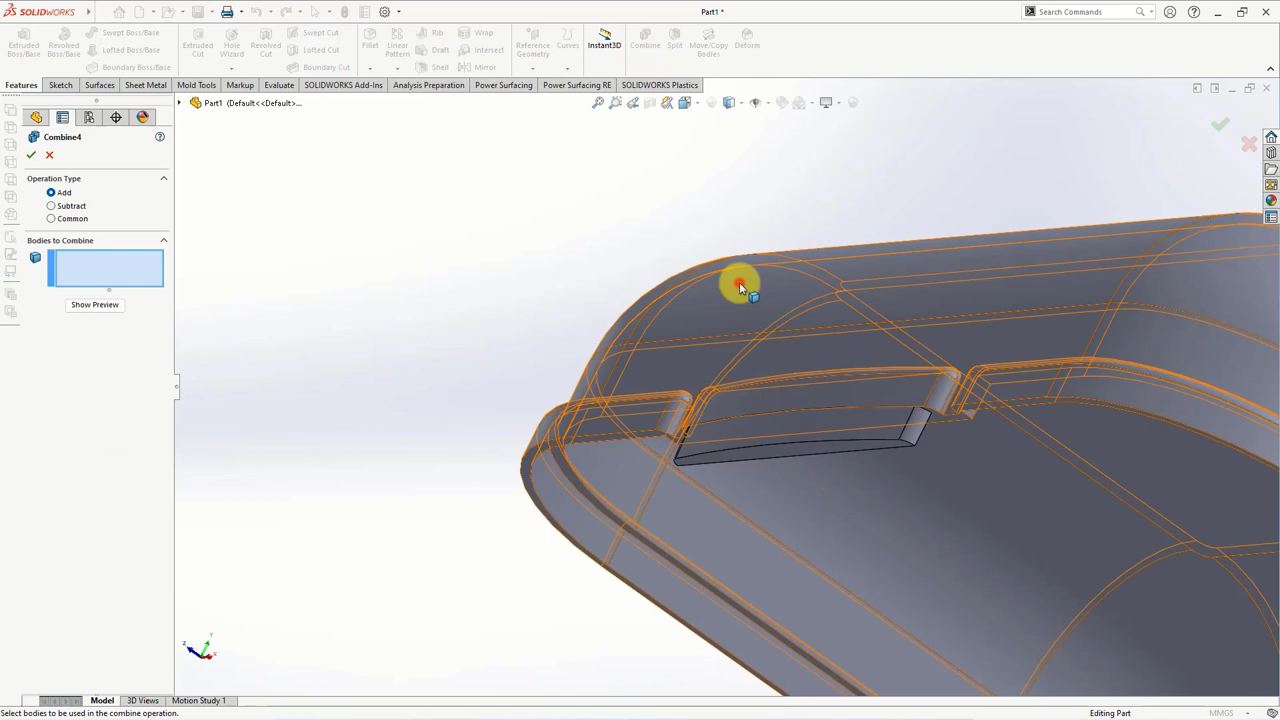 SOLIDWORKS
Part1 *
Search Commands
Extruded Boss/Base
Revolved Boss/Base
Swept Boss/Base
Lofted Boss/Base
Boundary Boss/Base
Extruded Cut
Hole Wizard
Revolved Cut
Swept Cut
Lofted Cut
Boundary Cut
Fillet
Linear Pattern
Rib
Draft
Shell
Wrap
Intersect
Mirror
Reference Geometry
Curves
Instant3D
Combine
Split
Move/Copy Bodies
Deform
Features
Sketch
Surfaces
Sheet Metal
Mold Tools
Markup
Evaluate
SOLIDWORKS Add-Ins
Analysis Preparation
Power Surfacing
Power Surfacing RE
SOLIDWORKS Plastics
Part1 (Default<<Default>...
Combine4
Operation Type
Add
Subtract
Common
Bodies to Combine
Show Preview
Z
Y
X
Model
3D Views
Motion Study 1
Select bodies to be used in the combine operation.
Editing Part
MMGS